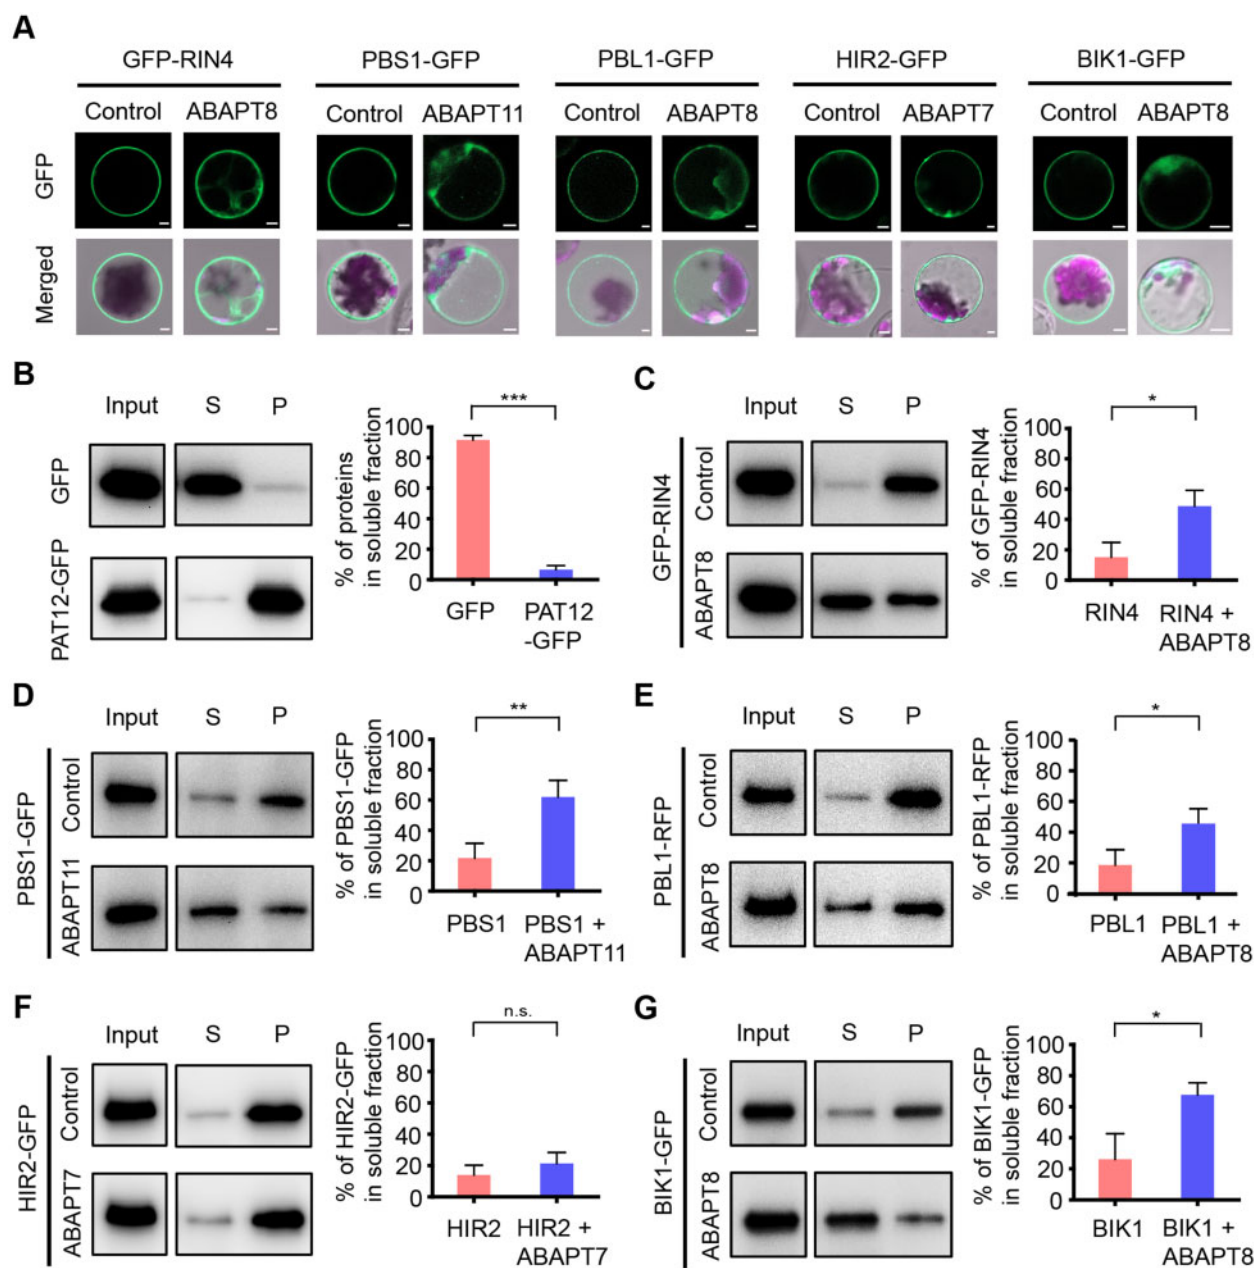 A
GFP-RIN4 PBS1-GFP PBL1-GFP HIR2-GFP BIK1-GFP
Control ABAPT8 Control ABAPT11 Control ABAPT8 Control ABAPT7 Control ABAPT8
GFP
Merged
B
Input S P
GFP
PAT12-GFP
% of proteins
in soluble fraction
100
80
60
40
20
0
***
GFP PAT12
-GFP
C
Input S P
GFP-RIN4
Control
ABAPT8
% of GFP-RIN4
in soluble fraction
100
80
60
40
20
0
*
RIN4 RIN4 +
ABAPT8
D
Input S P
PBS1-GFP
Control
ABAPT11
% of PBS1-GFP
in soluble fraction
100
80
60
40
20
0
**
PBS1 PBS1 +
ABAPT11
E
Input S P
PBL1-RFP
Control
ABAPT8
% of PBL1-RFP
in soluble fraction
100
80
60
40
20
0
*
PBL1 PBL1 +
ABAPT8
F
Input S P
HIR2-GFP
Control
ABAPT7
% of HIR2-GFP
in soluble fraction
100
80
60
40
20
0
n.s.
HIR2 HIR2 +
ABAPT7
G
Input S P
BIK1-GFP
Control
ABAPT8
% of BIK1-GFP
in soluble fraction
100
80
60
40
20
0
*
BIK1 BIK1 +
ABAPT8